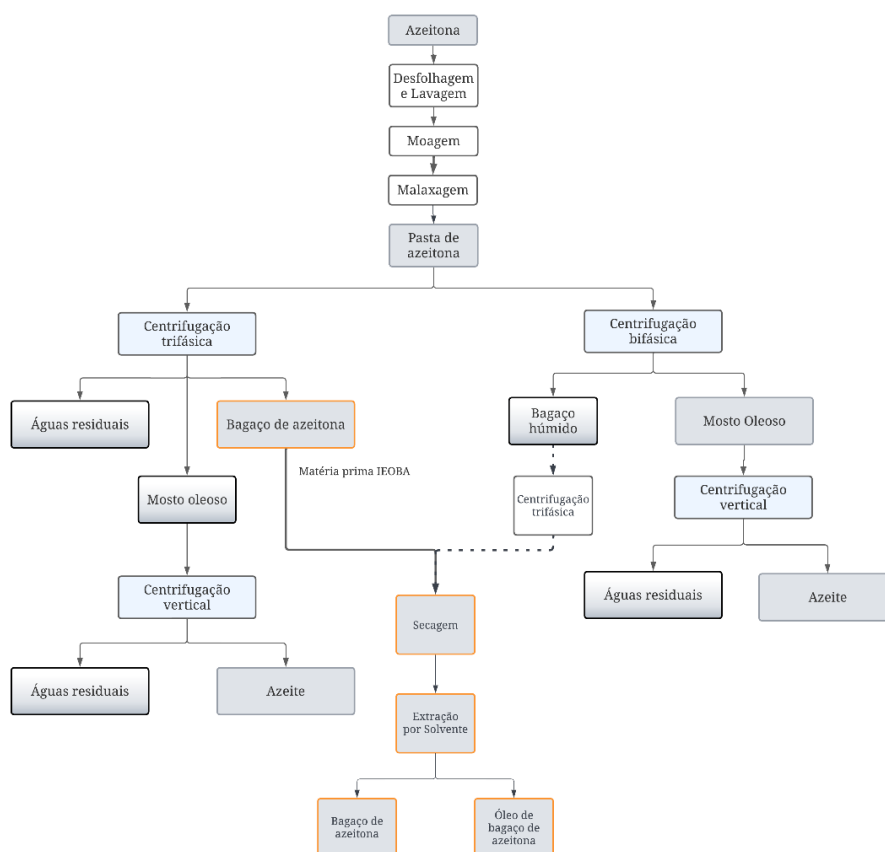 Azeitona
Desfolhagem
e Lavagem
Moagem
Malaxagem
Pasta de
azeitona
Centrifugação
trifásica
Centrifugação
bifásica
Águas residuais
Bagaço de azeitona
Bagaço
húmido
Mosto Oleoso
Matéria prima IEOBA
Mosto oleoso
Centrifugação
trifásica
Centrifugação
vertical
Centrifugação
vertical
Águas residuais
Azeite
Secagem
Águas residuais
Azeite
Extração
por Solvente
Bagaço de
azeitona
Óleo de
bagaço de
azeitona